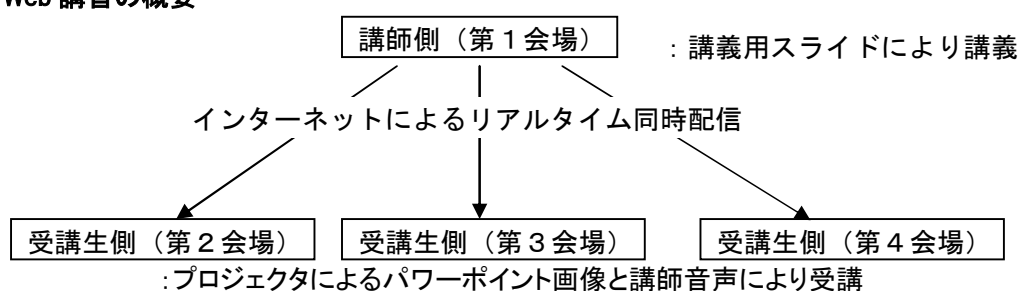 Web 講習の概要
講師側（第１会場）
：講義用スライドにより講義
インターネットによるリアルタイム同時配信
受講生側（第２会場） 受講生側（第３会場） 受講生側（第４会場）
：プロジェクタによるパワーポイント画像と講師音声により受講